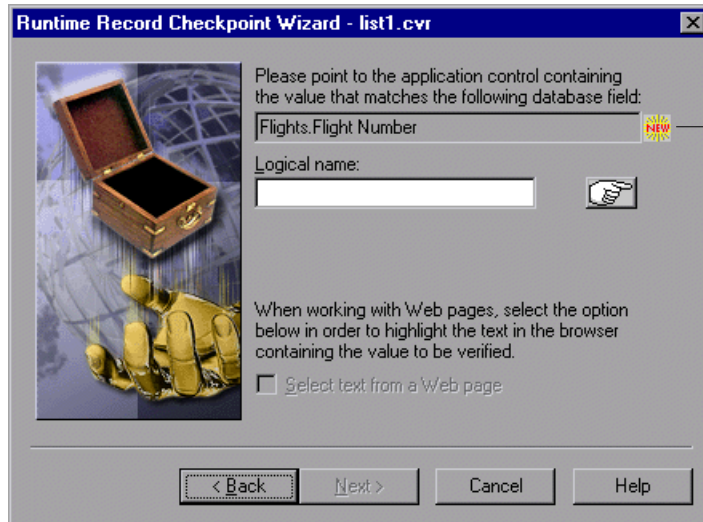 Runtime Record Checkpoint Wizard - list1.cvr
Please point to the application control containing
the value that matches the following database field:
Flights.Flight Number
NEW
Logical name:
When working with Web pages, select the option
below in order to highlight the text in the browser
containing the value to be verified.
Select text from a Web page
< Back
Next >
Cancel
Help